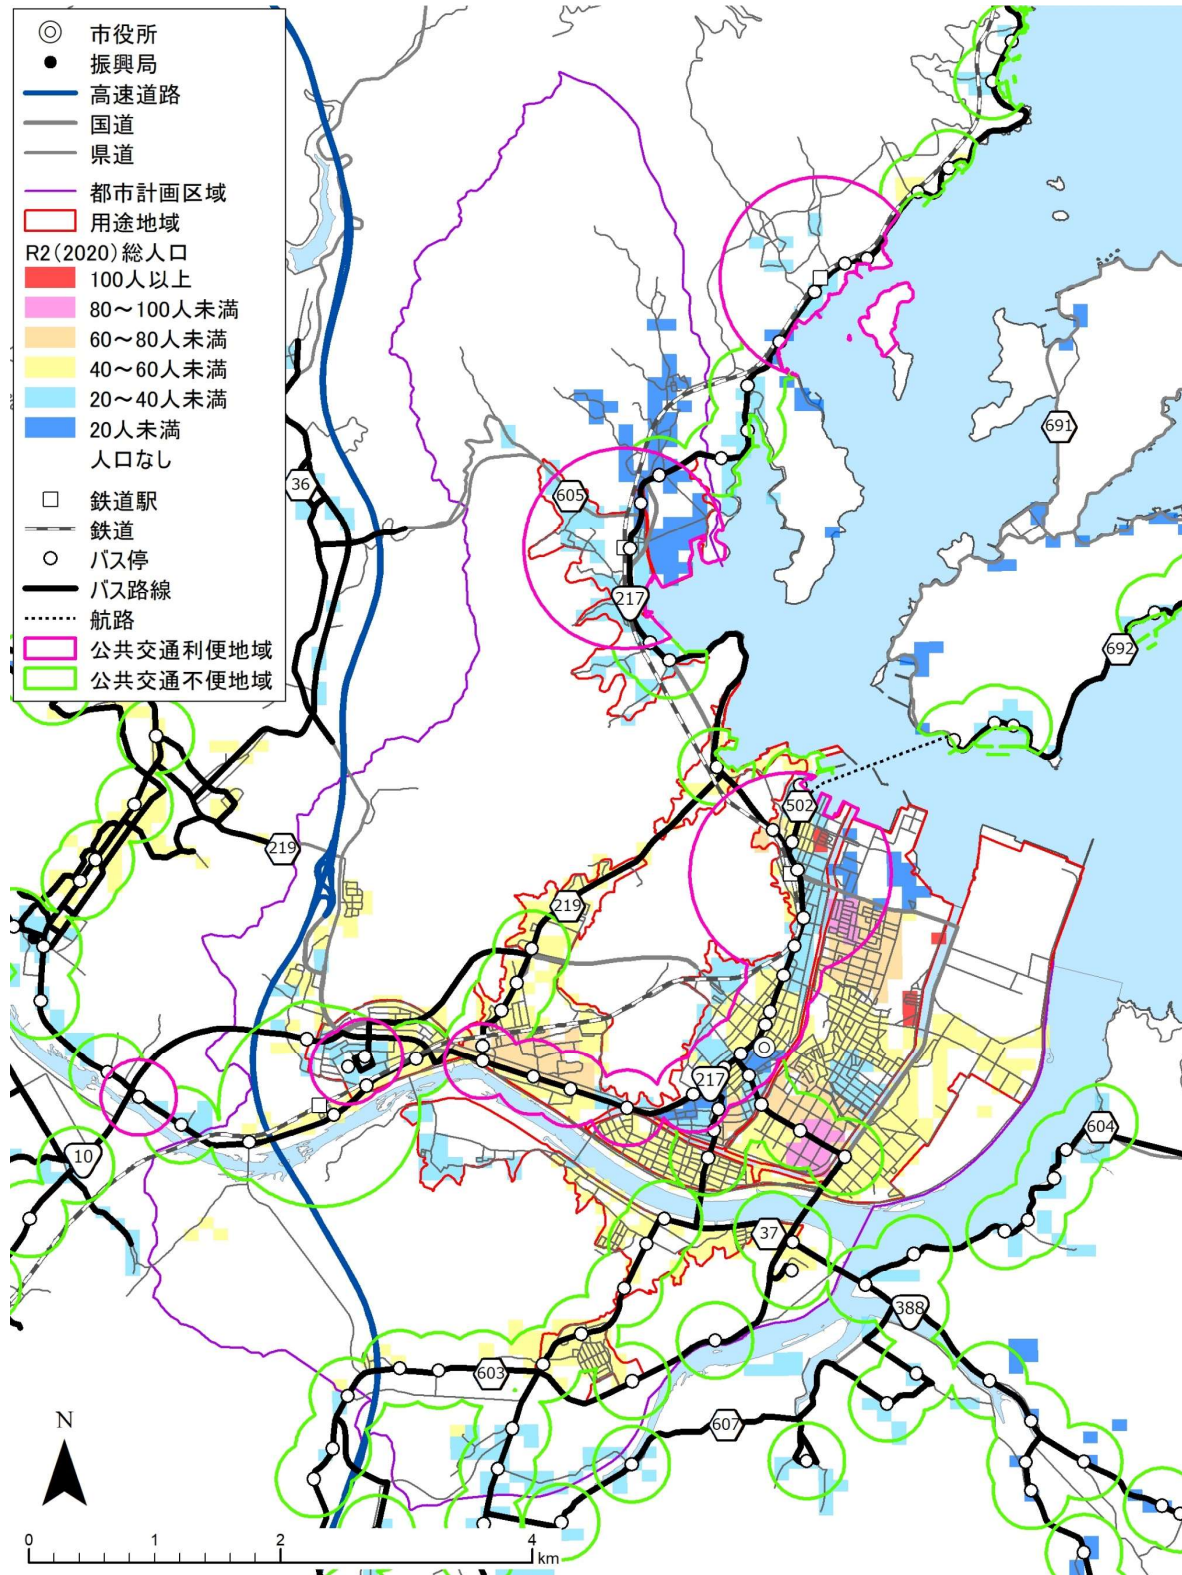 市役所
振興局
高速道路
国道
県道
都市計画区域
用途地域
R2(2020)総人口
100人以上
80～100人未満
60～80人未満
40～60人未満
20～40人未満
20人未満
人口なし
鉄道駅
鉄道
バス停
バス路線
航路
公共交通利便地域
公共交通不便地域
691
36
605
217
692
502
219
219
217
604
10
37
388
603
607
N
0 1 2 4
km